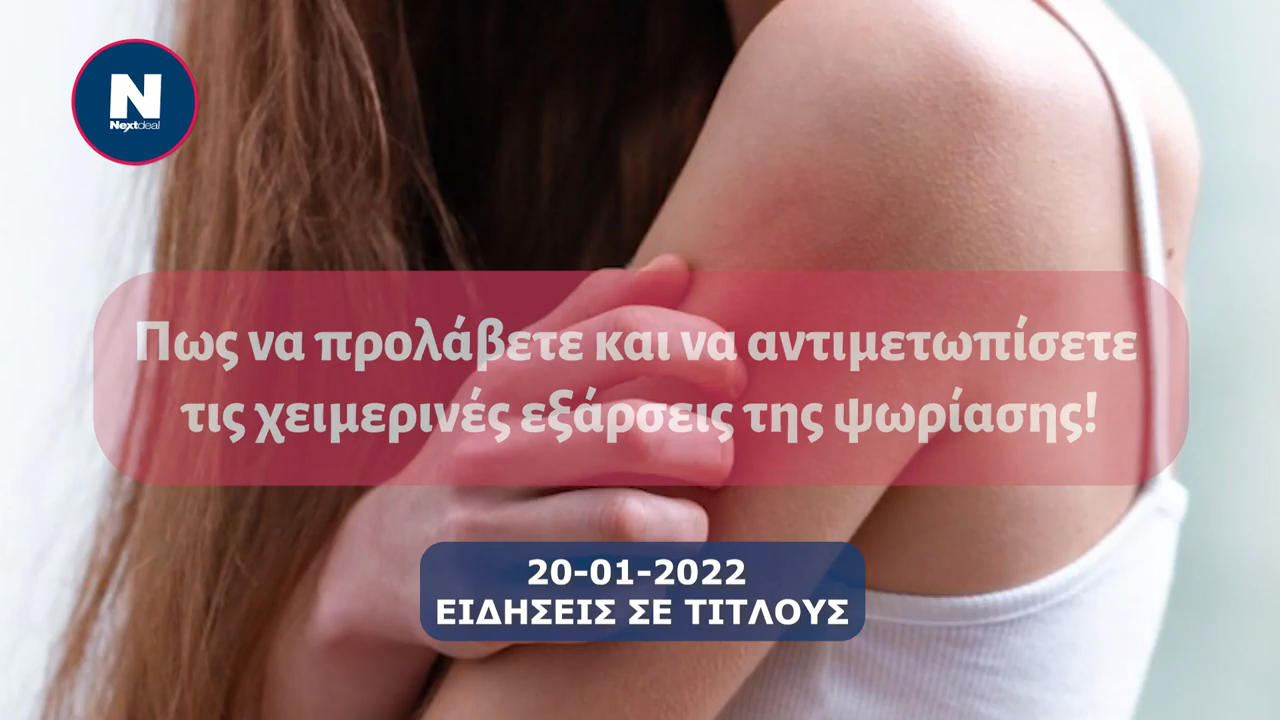 N
Nextdeal
Πως να προλάβετε και να αντιμετωπίσετε
τις χειμερινές εξάρσεις της ψωρίασης!
20-01-2022
ΕΙΔΗΣΕΙΣ ΣΕ ΤΙΤΛΟΥΣ